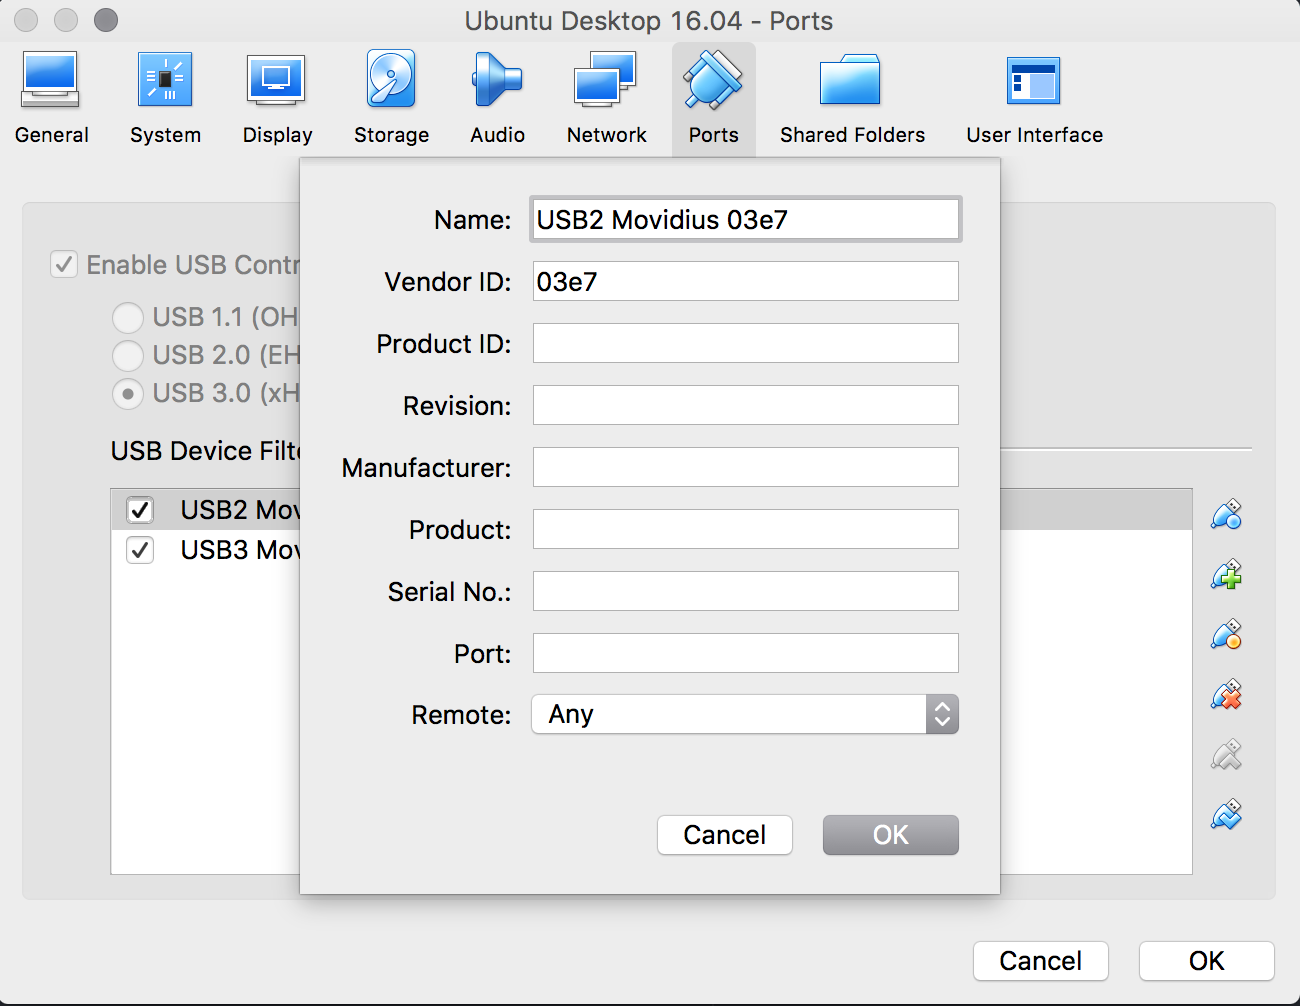 Ubuntu Desktop 16.04 - Ports
General System Display Storage Audio Network Ports Shared Folders User Interface
Name: USB2 Movidius 03e7
Enable USB Contr
Vendor ID: 03e7
USB 1.1 (OH
Product ID:
USB 2.0 (EH
USB 3.0 (xH
Revision:
USB Device Filte
Manufacturer:
USB2 Mov
Product:
USB3 Mov
Serial No.:
Port:
Remote: Any
Cancel OK
Cancel OK